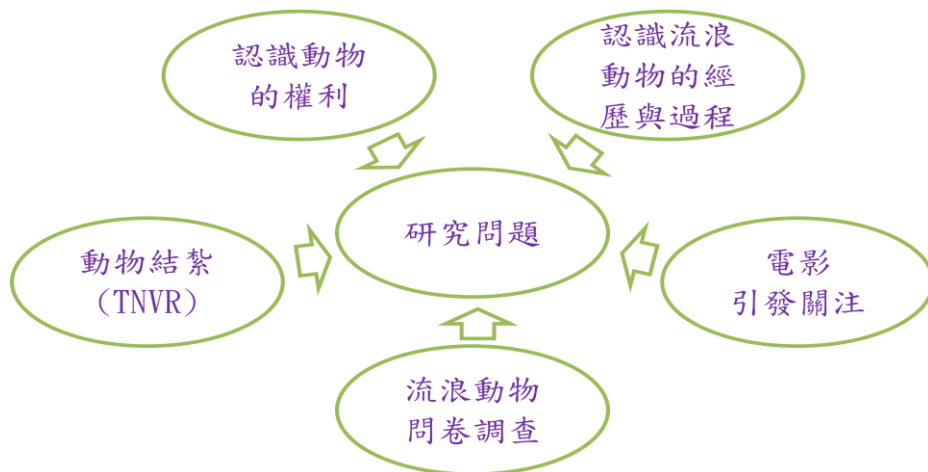 認識動物
的權利
認識流浪
動物的經
歷與過程
研究問題
動物結紮
(TNVR)
電影
引發關注
流浪動物
問卷調查